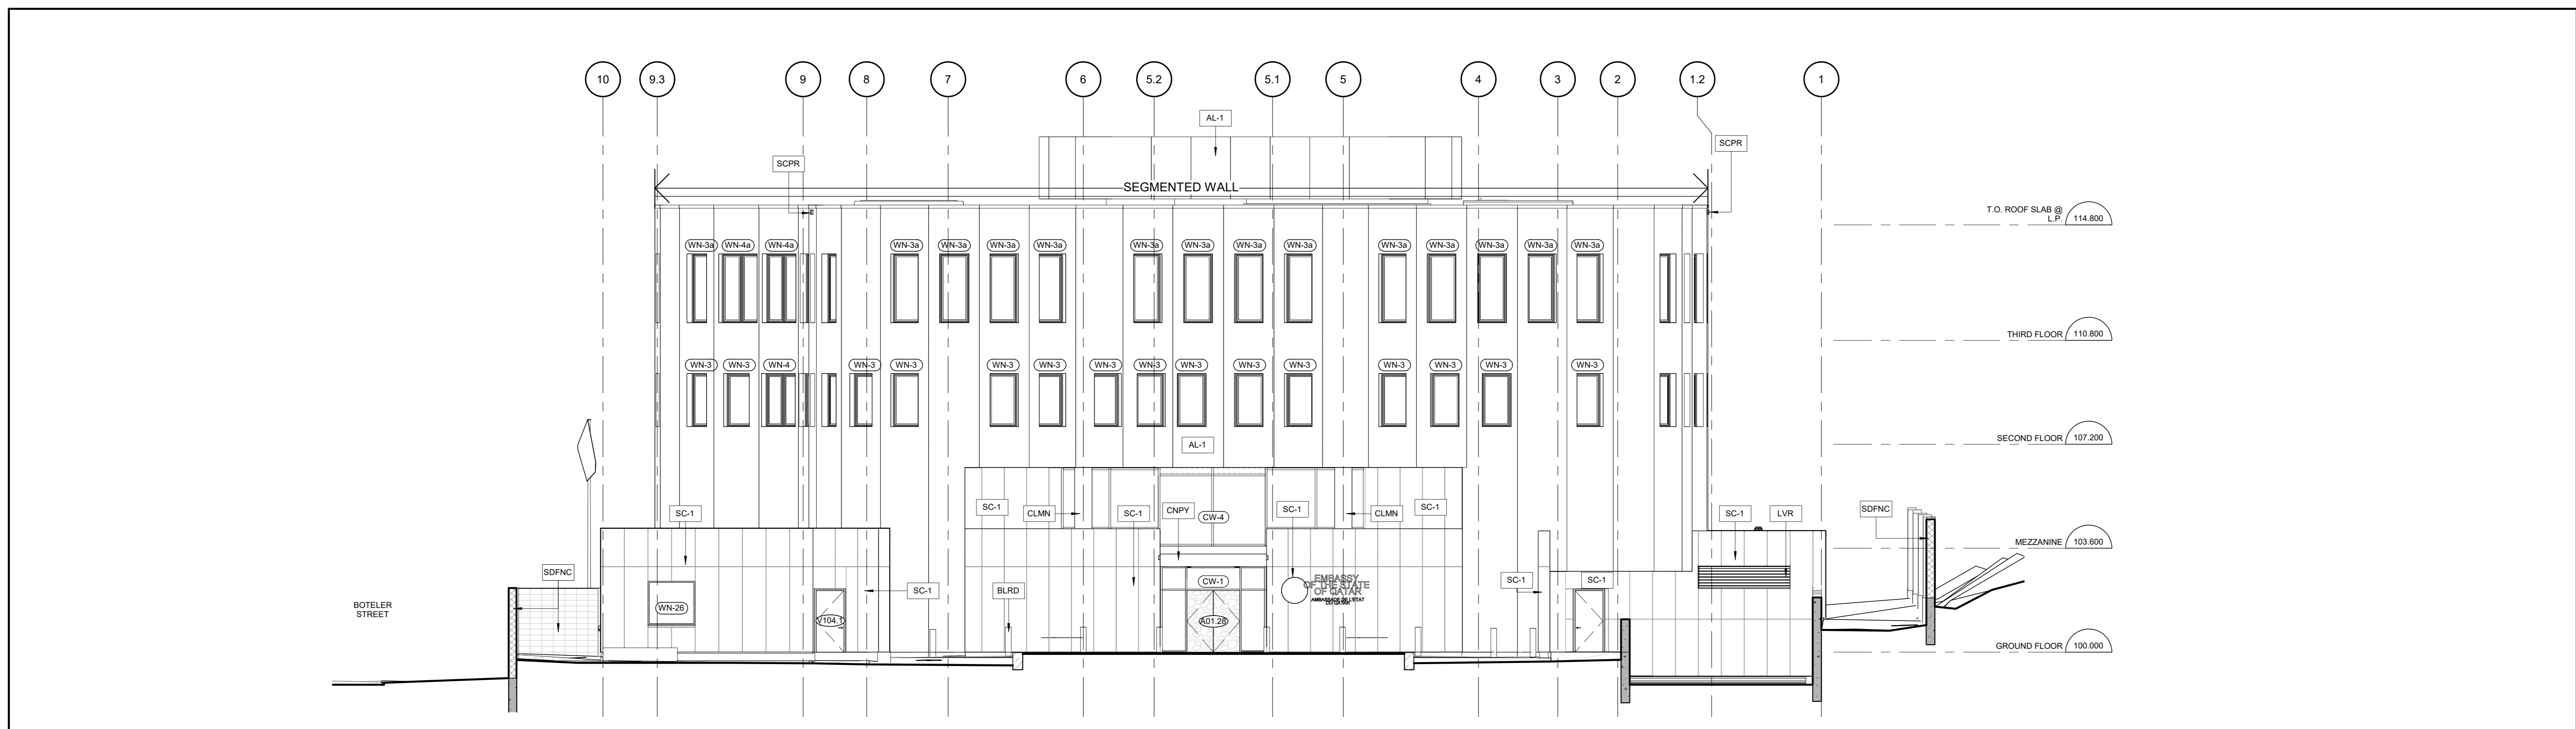 10
9.3
9
8
7
6
5.2
5.1
5
4
3
2
1.2
1
AL-1
SCPR
SCPR
SEGMENTED WALL
T.O. ROOF SLAB @
L.P.
114.800
WN-3a
WN-4a
WN-4a
WN-3a
WN-3a
WN-3a
WN-3a
WN-3a
WN-3a
WN-3a
WN-3a
WN-3a
WN-3a
WN-3a
WN-3a
WN-3a
THIRD FLOOR
110.800
WN-3
WN-3
WN-4
WN-3
WN-3
WN-3
WN-3
WN-3
WN-3
WN-3
WN-3
WN-3
WN-3
WN-3
WN-3
WN-3
AL-1
SECOND FLOOR
107.200
SC-1
SC-1
CLMN
SC-1
CNPY
CW-4
SC-1
CLMN
SC-1
SC-1
LVR
SDFNC
MEZZANINE
103.600
SDFNC
SC-1
BLRD
CW-1
EMBASSY
OF THE STATE
OF QATAR
AMBASSADE DE L'ETAT
DU QATAR
SC-1
SC-1
BOTELER
STREET
WN-26
V104.1
A01.28
GROUND FLOOR
100.000